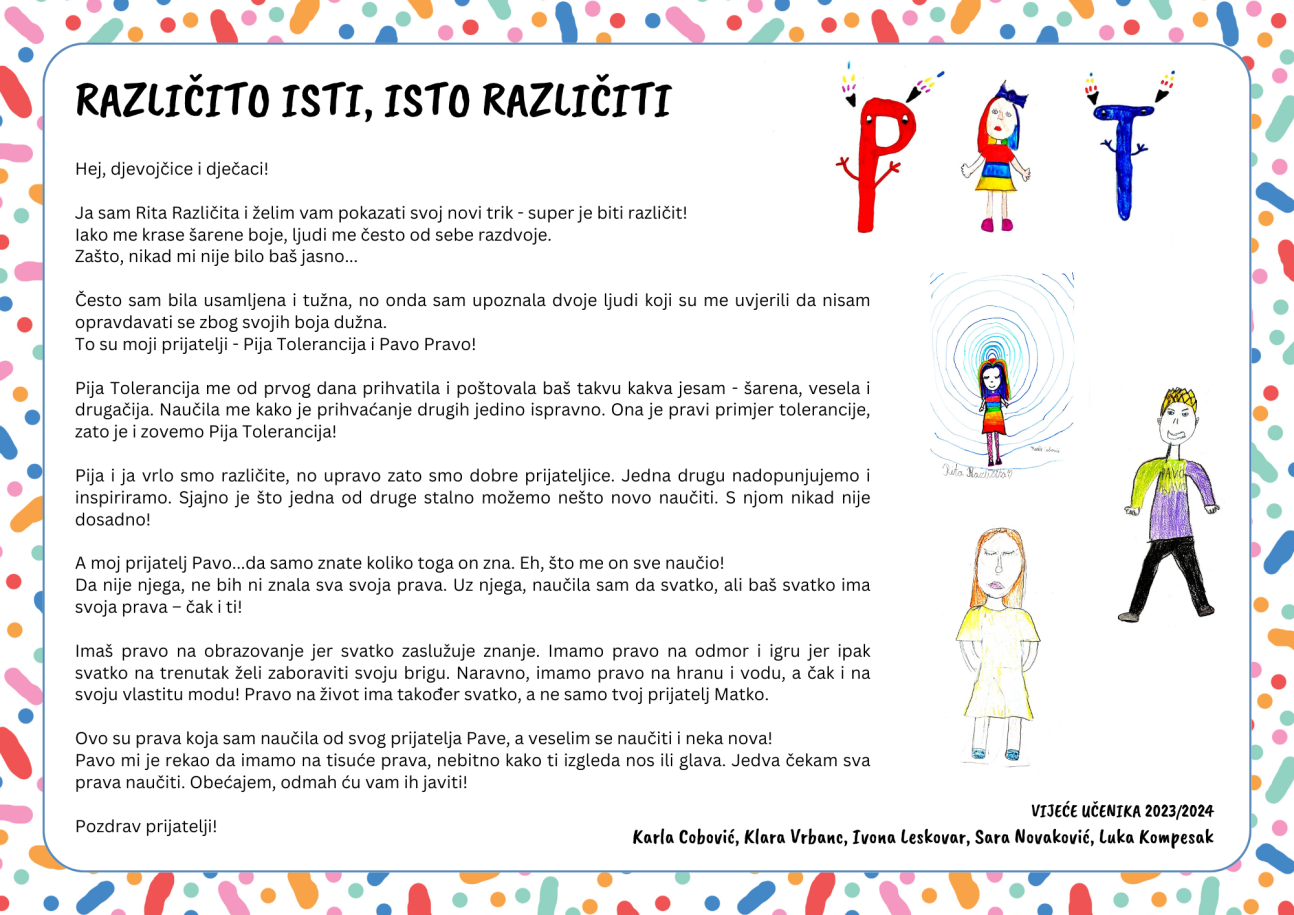 RAZLIČITO ISTI, ISTO RAZLIČITI
P T
Hej, djevojčice i dječaci!
Ja sam Rita Različita i želim vam pokazati svoj novi trik - super je biti različit!
Iako me krase šarene boje, ljudi me često od sebe razdvoje.
Zašto, nikad mi nije bilo baš jasno...
Često sam bila usamljena i tužna, no onda sam upoznala dvoje ljudi koji su me uvjerili da nisam
opravdavati se zbog svojih boja dužna.
To su moji prijatelji - Pija Tolerancija i Pavo Pravo!
Pija Tolerancija me od prvog dana prihvatila i poštovala baš takvu kakva jesam - šarena, vesela i
drugačija. Naučila me kako je prihvaćanje drugih jedino ispravno. Ona je pravi primjer tolerancije,
zato je i zovemo Pija Tolerancija!
Pija i ja vrlo smo različite, no upravo zato smo dobre prijateljice. Jedna drugu nadopunjujemo i
inspiriramo. Sjajno je što jedna od druge stalno možemo nešto novo naučiti. S njom nikad nije
dosadno!
A moj prijatelj Pavo...da samo znate koliko toga on zna. Eh, što me on sve naučio!
Da nije njega, ne bih ni znala sva svoja prava. Uz njega, naučila sam da svatko, ali baš svatko ima
svoja prava – čak i ti!
Imaš pravo na obrazovanje jer svatko zaslužuje znanje. Imamo pravo na odmor i igru jer ipak
svatko na trenutak želi zaboraviti svoju brigu. Naravno, imamo pravo na hranu i vodu, a čak i na
svoju vlastitu modu! Pravo na život ima također svatko, a ne samo tvoj prijatelj Matko.
Ovo su prava koja sam naučila od svog prijatelja Pave, a veselim se naučiti i neka nova!
Pavo mi je rekao da imamo na tisuće prava, nebitno kako ti izgleda nos ili glava. Jedva čekam sva
prava naučiti. Obećajem, odmah ću vam ih javiti!
Pozdrav prijatelji!
VIJEĆE UČENIKA 2023/2024
Karla Cobović, Klara Vrbanc, Ivona Leskovar, Sara Novaković, Luka Kompesak